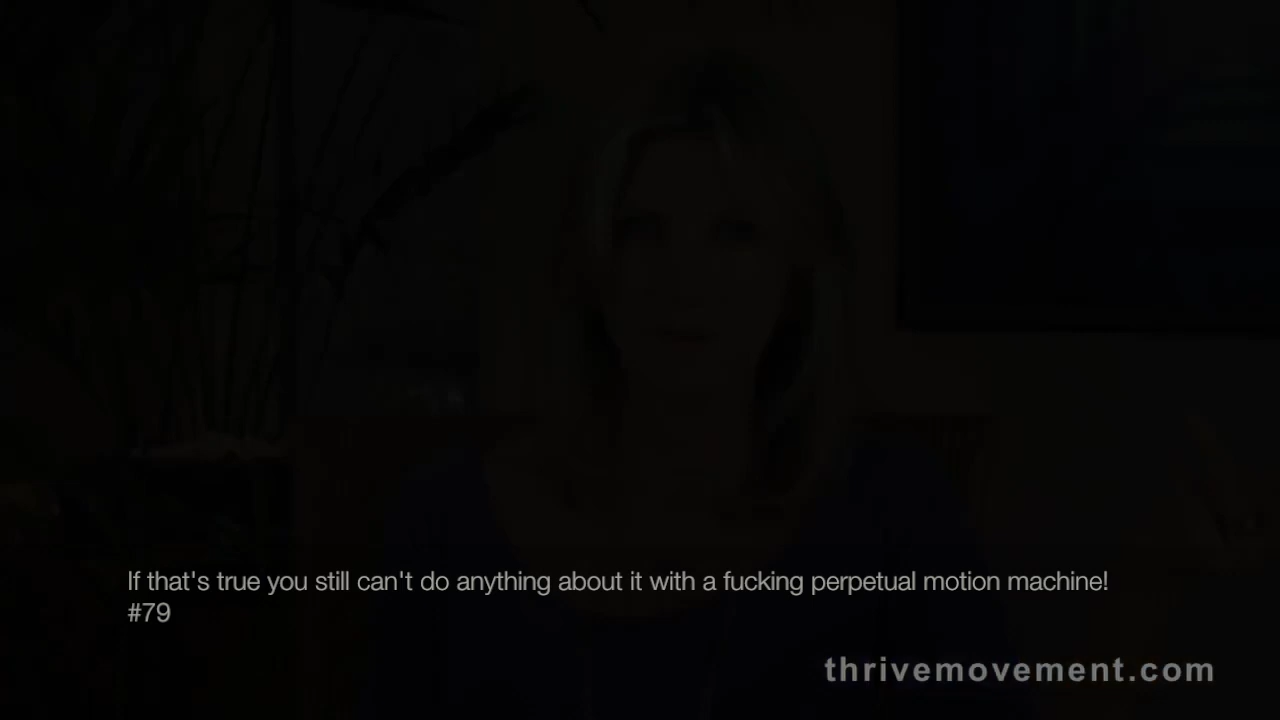 If that's true you still can't do anything about it with a fucking perpetual motion machine!
#79
thrivemovement.com